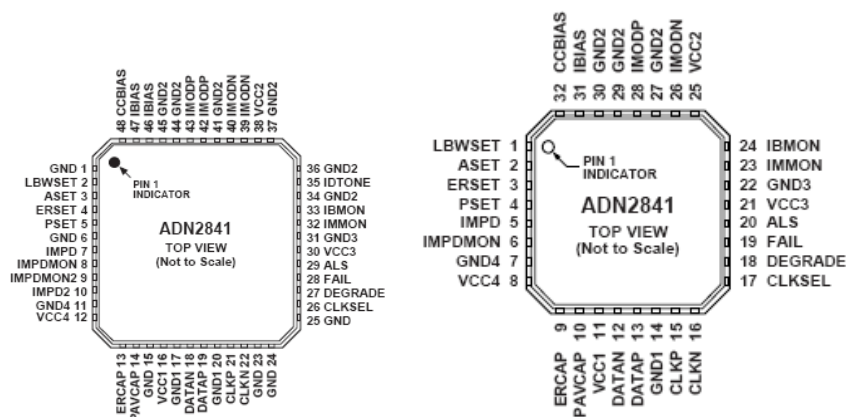 48 CCBIAS
47 IBIAS
46 IBIAS
45 GND2
44 GND2
43 IMODP
42 IMODP
41 GND2
40 IMODN
39 IMODN
38 VCC2
37 GND2
GND 1
LBWSET 2
ASET 3
ERSET 4
PSET 5
GND 6
IMPD 7
IMPDMON 8
IMPDMON2 9
IMPD2 10
GND4 11
VCC4 12
PIN 1
INDICATOR
ADN2841
TOP VIEW
(Not to Scale)
36 GND2
35 IDTONE
34 GND2
33 IBMON
32 IMMON
31 GND3
30 VCC3
29 ALS
28 FAIL
27 DEGRADE
26 CLKSEL
25 GND
ERCAP 13
PAVCAP 14
GND 15
VCC1 16
GND1 17
DATAN 18
DATAP 19
GND1 20
CLKP 21
CLKN 22
GND 23
GND 24
32 CCBIAS
31 IBIAS
30 GND2
29 GND2
28 IMODP
27 GND2
26 IMODN
25 VCC2
LBWSET 1
ASET 2
ERSET 3
PSET 4
IMPD 5
IMPDMON 6
GND4 7
VCC4 8
PIN 1
INDICATOR
ADN2841
TOP VIEW
(Not to Scale)
24 IBMON
23 IMMON
22 GND3
21 VCC3
20 ALS
19 FAIL
18 DEGRADE
17 CLKSEL
ERCAP 9
PAVCAP 10
VCC1 11
DATAN 12
DATAP 13
GND1 14
CLKP 15
CLKN 16